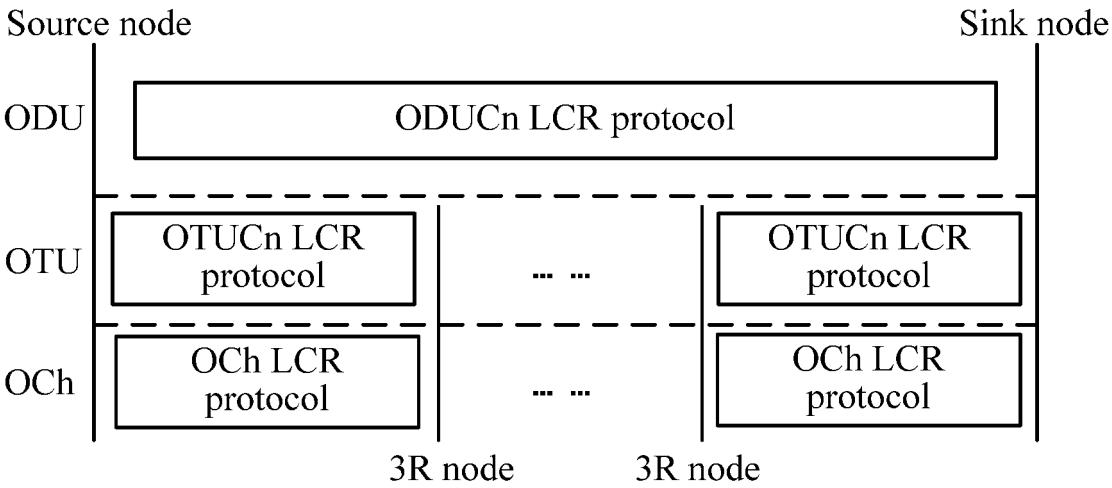 Source node
Sink node
ODU
ODUCn LCR protocol
OTU
OTUCn LCR
protocol
... ...
OTUCn LCR
protocol
OCh
OCh LCR
protocol
... ...
OCh LCR
protocol
3R node
3R node